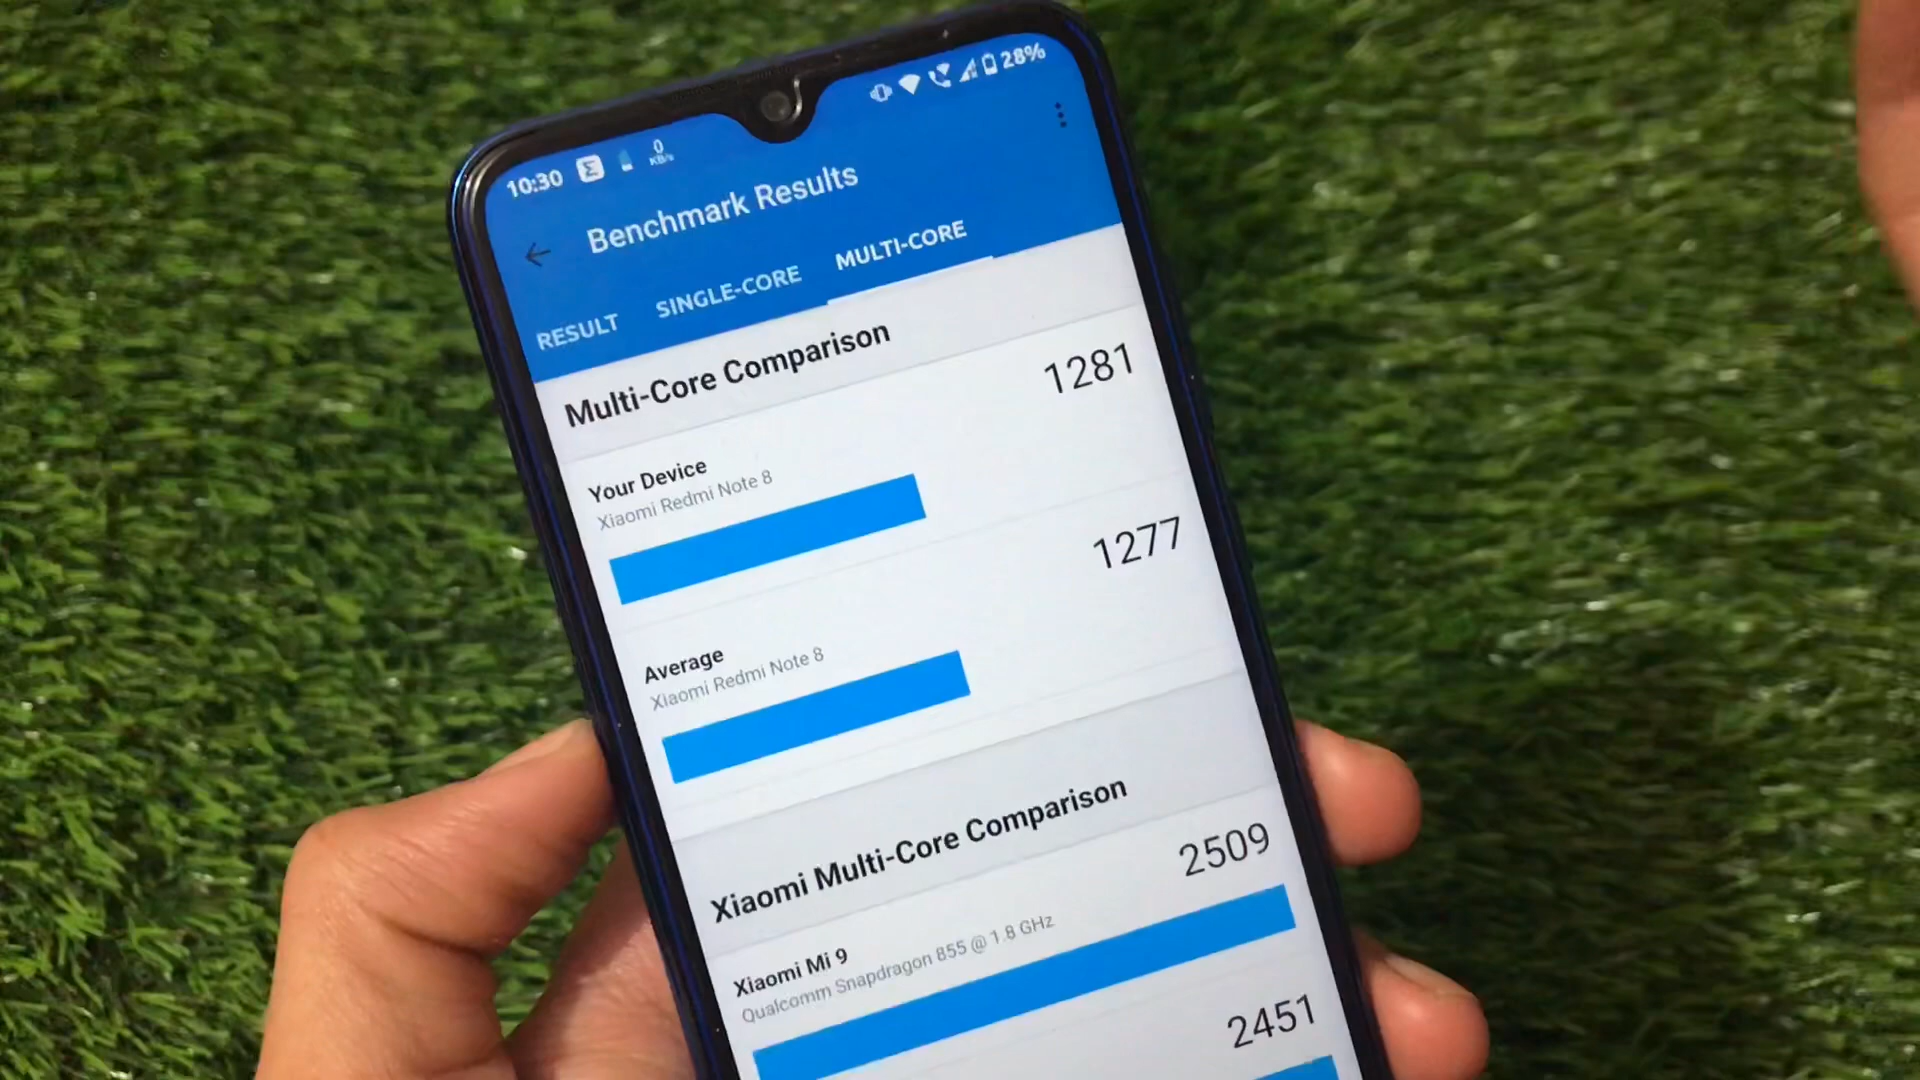 10:30 0 KB/s 28%
Benchmark Results
RESULT SINGLE-CORE MULTI-CORE
Multi-Core Comparison
1281
Your Device
Xiaomi Redmi Note 8
1277
Average
Xiaomi Redmi Note 8
Xiaomi Multi-Core Comparison
2509
Xiaomi Mi 9
Qualcomm Snapdragon 855 @ 1.8 GHz
2451